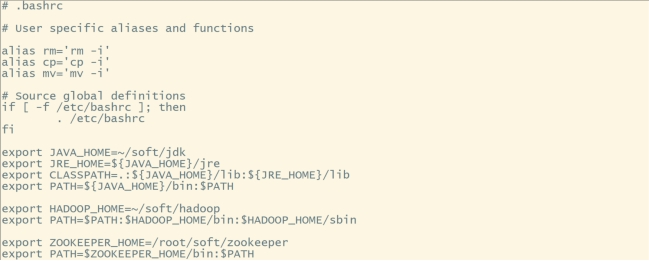 # .bashrc
# User specific aliases and functions
alias rm='rm -i'
alias cp='cp -i'
alias mv='mv -i'
# Source global definitions
if [ -f /etc/bashrc ]; then
        . /etc/bashrc
fi
export JAVA_HOME=~/soft/jdk
export JRE_HOME=${JAVA_HOME}/jre
export CLASSPATH=.:${JAVA_HOME}/lib:${JRE_HOME}/lib
export PATH=${JAVA_HOME}/bin:$PATH
export HADOOP_HOME=~/soft/hadoop
export PATH=$PATH:$HADOOP_HOME/bin:$HADOOP_HOME/sbin
export ZOOKEEPER_HOME=/root/soft/zookeeper
export PATH=$ZOOKEEPER_HOME/bin:$PATH